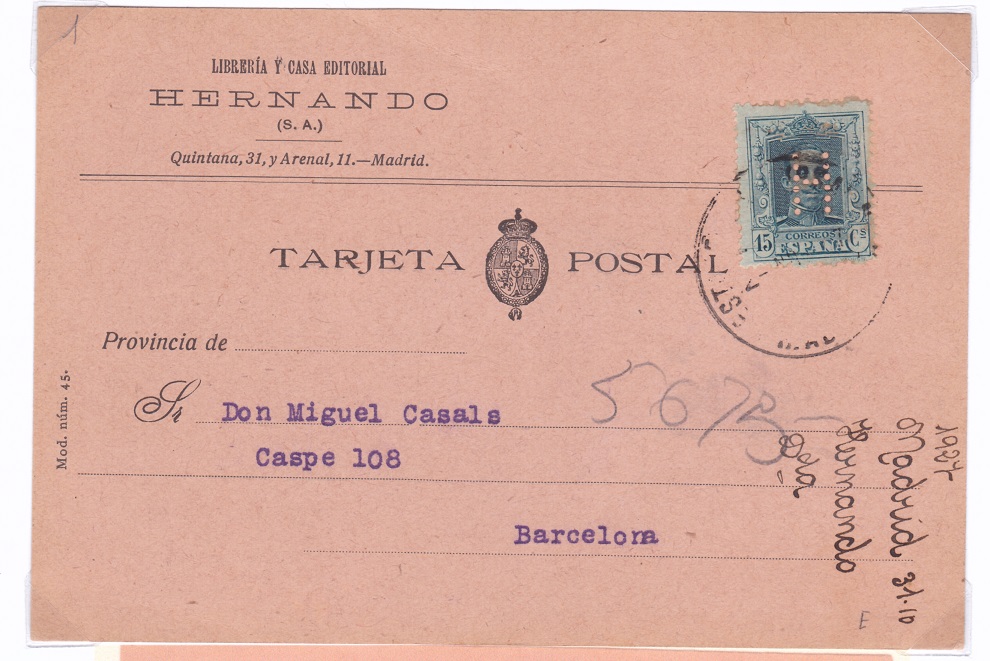 1
LIBRERÍA Y CASA EDITORIAL
HERNANDO
(S. A.)
Quintana, 31, y Arenal, 11.—Madrid.
TARJETA POSTAL
15 CORREOS Cs
ESPAÑA
H
Provincia de
Sr Don Miguel Casals
Caspe 108
Barcelona
Mod. núm. 45.
1927
Madrid 31-10
Hernando
E